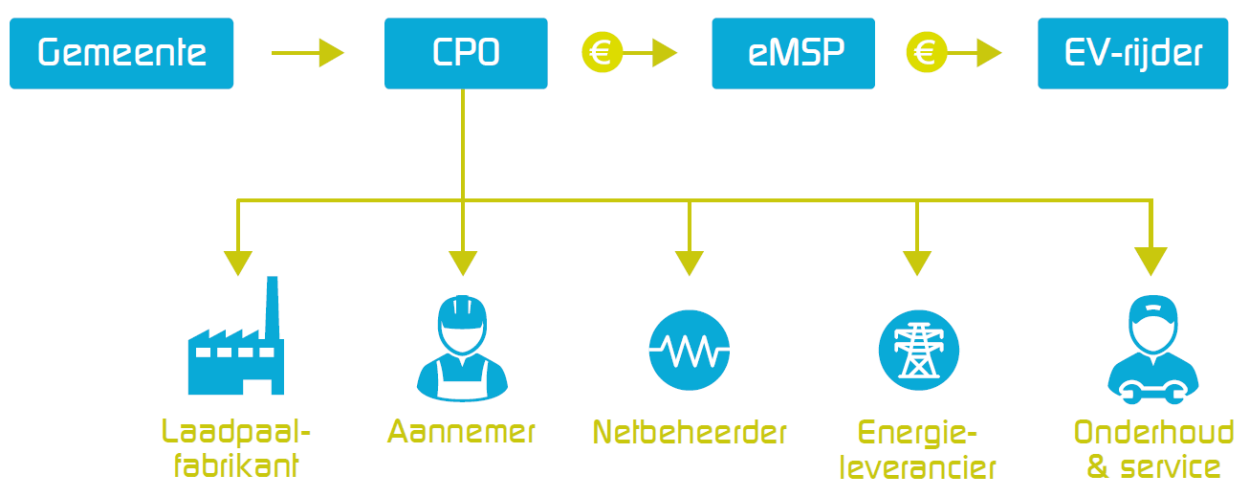 Gemeente
CPO
€
eMSP
€
EV-rijder
Laadpaal-
fabrikant
Aannemer
Netbeheerder
Energie-
leverancier
Onderhoud
& service